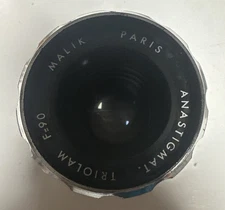 MALIK PARIS
ANASTIGMAT. TRIOLAM F=90